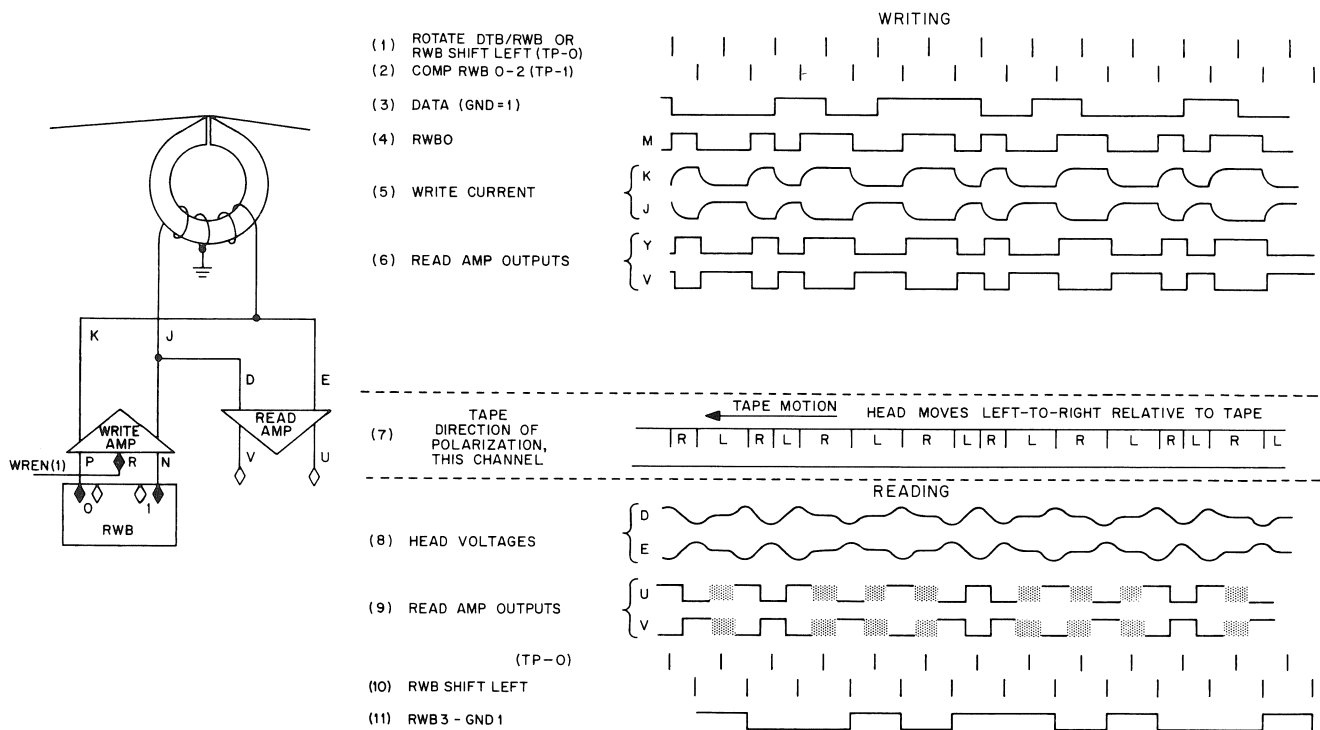 WRITING
(1) ROTATE DTB/RWB OR
RWB SHIFT LEFT (TP-0)
(2) COMP RWB 0-2 (TP-1)
(3) DATA (GND=1)
(4) RWBO M
(5) WRITE CURRENT K
J
(6) READ AMP OUTPUTS Y
V
K J
D E
WRITE AMP
READ AMP
WREN(1) P R N
V U
0 1
RWB
(7) TAPE DIRECTION OF POLARIZATION, THIS CHANNEL
TAPE MOTION HEAD MOVES LEFT-TO-RIGHT RELATIVE TO TAPE
R L R L R L R L R L R L R L R L
READING
(8) HEAD VOLTAGES D
E
(9) READ AMP OUTPUTS U
V
(TP-0)
(10) RWB SHIFT LEFT
(11) RWB3 - GND 1